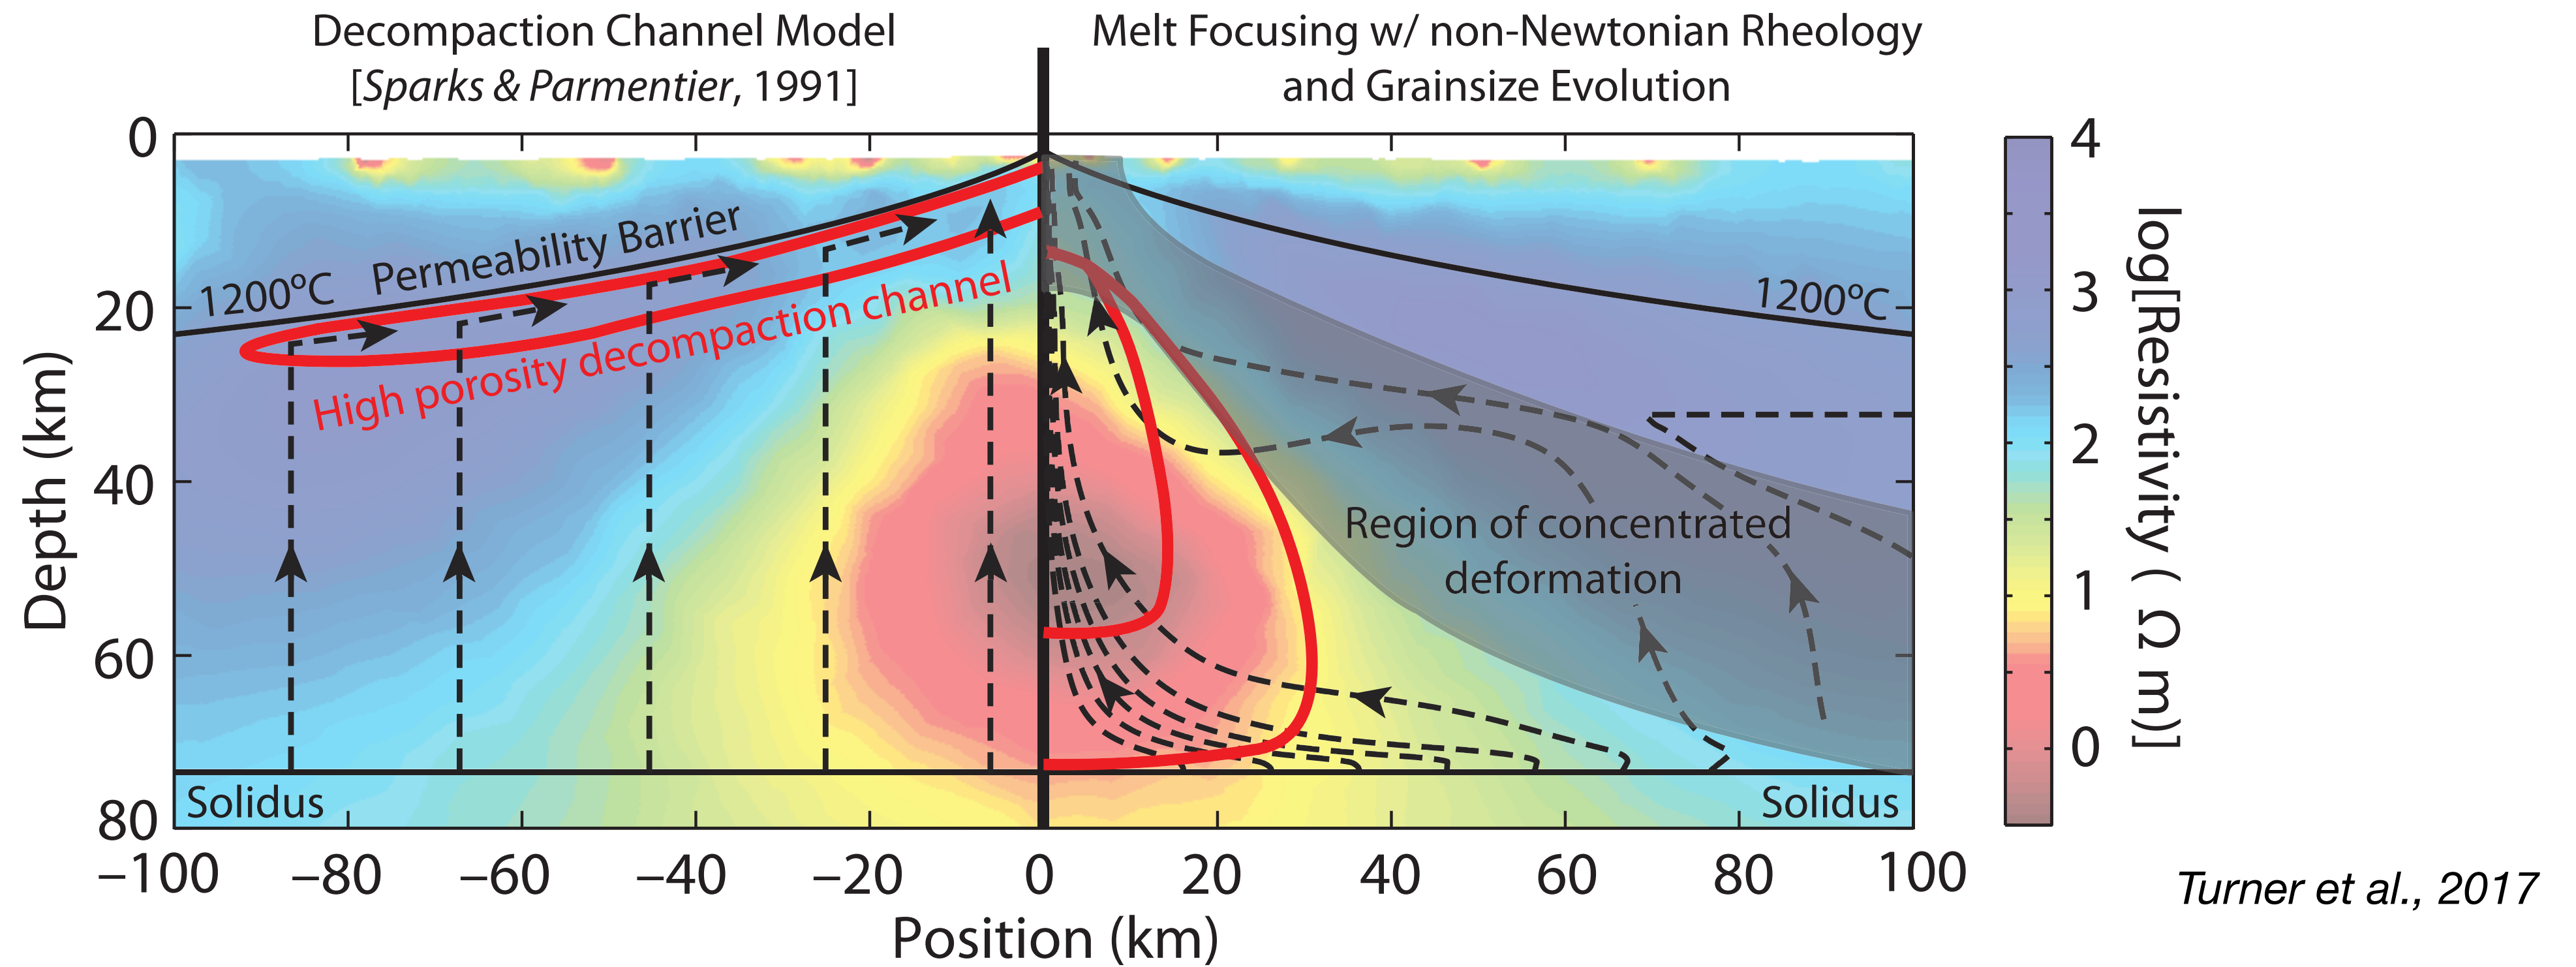 Decompaction Channel Model
[Sparks & Parmentier, 1991]
Melt Focusing w/ non-Newtonian Rheology
and Grainsize Evolution
0
20
40
60
80
Depth (km)
1200ºC
Permeability Barrier
High porosity decompaction channel
1200ºC
Region of concentrated
deformation
Solidus
Solidus
–100
–80
–60
–40
–20
0
20
40
60
80
100
Position (km)
4
3
2
1
0
log[Resistivity ( Ω m)]
Turner et al., 2017